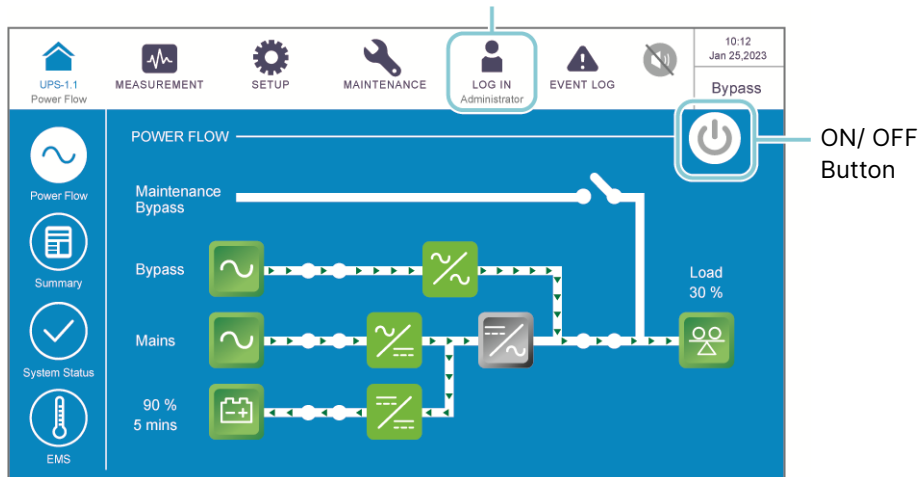 10:12
Jan 25,2023
UPS-1.1
Power Flow
MEASUREMENT
SETUP
MAINTENANCE
LOG IN
Administrator
EVENT LOG
Bypass
POWER FLOW
ON/ OFF
Button
Power Flow
Maintenance
Bypass
Bypass
Summary
Load
30 %
Mains
System Status
90 %
5 mins
EMS